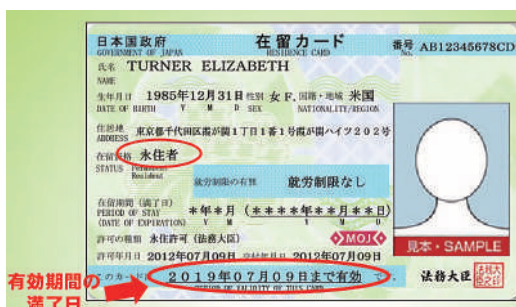 日本国政府 在留カード 番号 AB12345678CD
GOVERNMENT OF JAPAN RESIDENCE CARD No.
氏名 TURNER ELIZABETH
NAME
生年月日 1985年12月31日 性別 女 F. 国籍・地域 米国
DATE OF BIRTH Y M D SEX NATIONALITY/REGION
住居地 東京都千代田区霞が関1丁目1番1号霞が関ハイツ202号
ADDRESS
在留資格 永住者
STATUS Permanent
Resident
就労制限の有無 就労制限なし
在留期間(満了日) *年*月(****年**月**日)
PERIOD OF STAY Y M Y M D
(DATE OF EXPIRATION)
MOJ
許可の種類 永住許可(法務大臣)
見本・SAMPLE
許可年月日 2012年07月09日 交付年月日 2012年07月09日
このカードは 2019年07月09日まで有効 です。 法務大臣
PERIOD OF VALIDITY OF THIS CARD
有効期間の
満了日